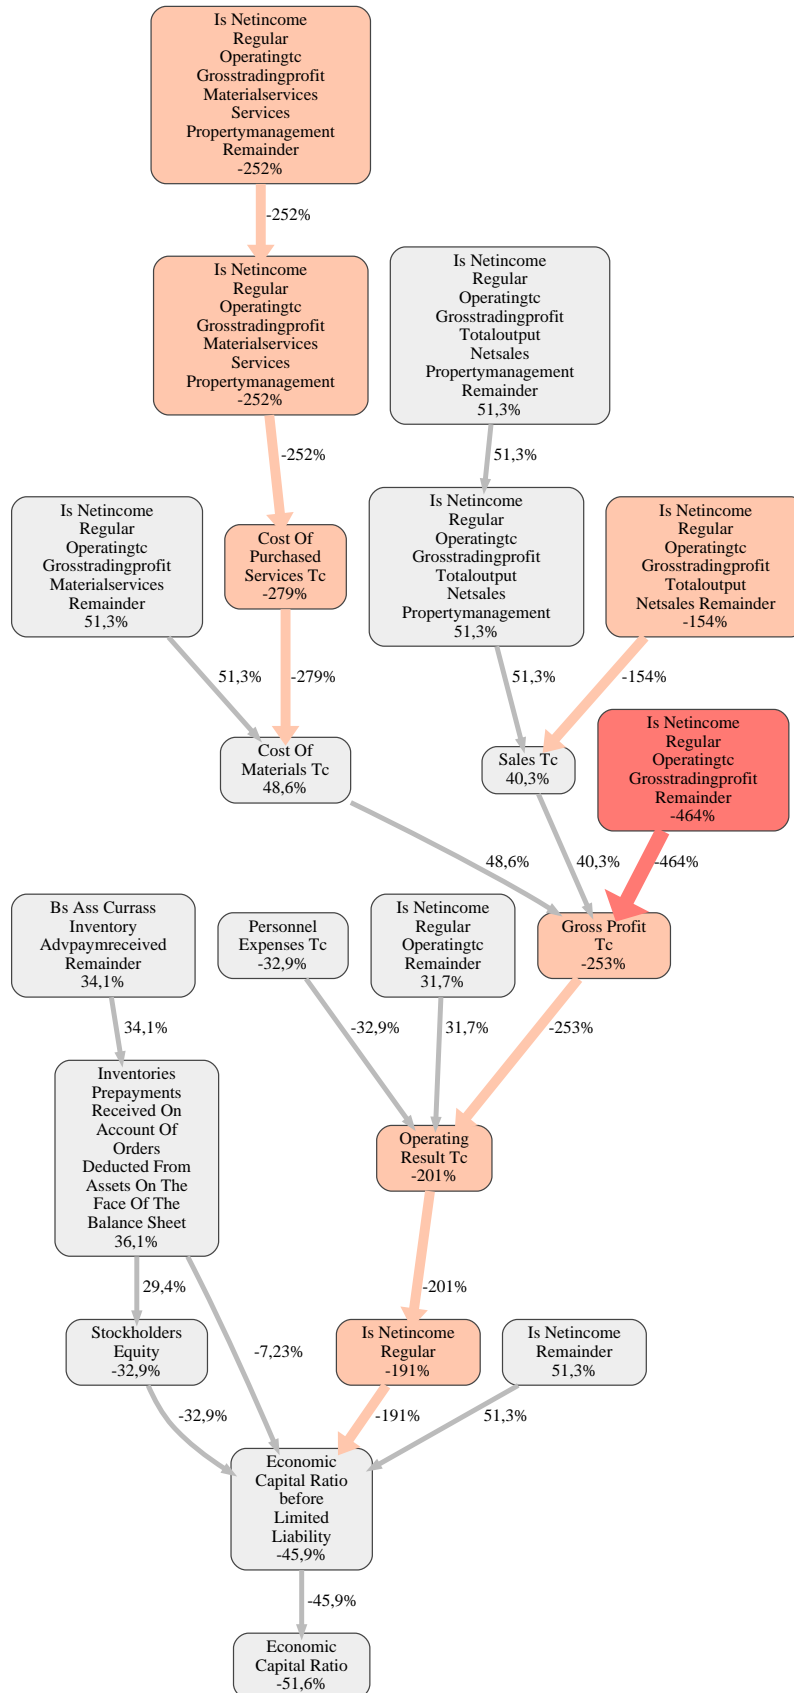 Is Netincome
Regular
Operatingtc
Grosstradingprofit
Materialservices
Services
Propertymanagement
Remainder
-252%
-252%
Is Netincome
Regular
Operatingtc
Grosstradingprofit
Materialservices
Services
Propertymanagement
-252%
Is Netincome
Regular
Operatingtc
Grosstradingprofit
Totaloutput
Netsales
Propertymanagement
Remainder
51,3%
-252%
51,3%
Is Netincome
Regular
Operatingtc
Grosstradingprofit
Materialservices
Remainder
51,3%
Cost Of
Purchased
Services Tc
-279%
Is Netincome
Regular
Operatingtc
Grosstradingprofit
Totaloutput
Netsales
Propertymanagement
51,3%
Is Netincome
Regular
Operatingtc
Grosstradingprofit
Totaloutput
Netsales Remainder
-154%
51,3%
-279%
51,3%
-154%
Cost Of
Materials Tc
48,6%
Sales Tc
40,3%
Is Netincome
Regular
Operatingtc
Grosstradingprofit
Remainder
-464%
48,6%
40,3%
-464%
Bs Ass Currass
Inventory
Advpaymreceived
Remainder
34,1%
Personnel
Expenses Tc
-32,9%
Is Netincome
Regular
Operatingtc
Remainder
31,7%
Gross Profit
Tc
-253%
34,1%
-32,9%
31,7%
-253%
Inventories
Prepayments
Received On
Account Of
Orders
Deducted From
Assets On The
Face Of The
Balance Sheet
36,1%
Operating
Result Tc
-201%
29,4%
-7,23%
-201%
Stockholders
Equity
-32,9%
Is Netincome
Regular
-191%
Is Netincome
Remainder
51,3%
-32,9%
-191%
51,3%
Economic
Capital Ratio
before
Limited
Liability
-45,9%
-45,9%
Economic
Capital Ratio
-51,6%